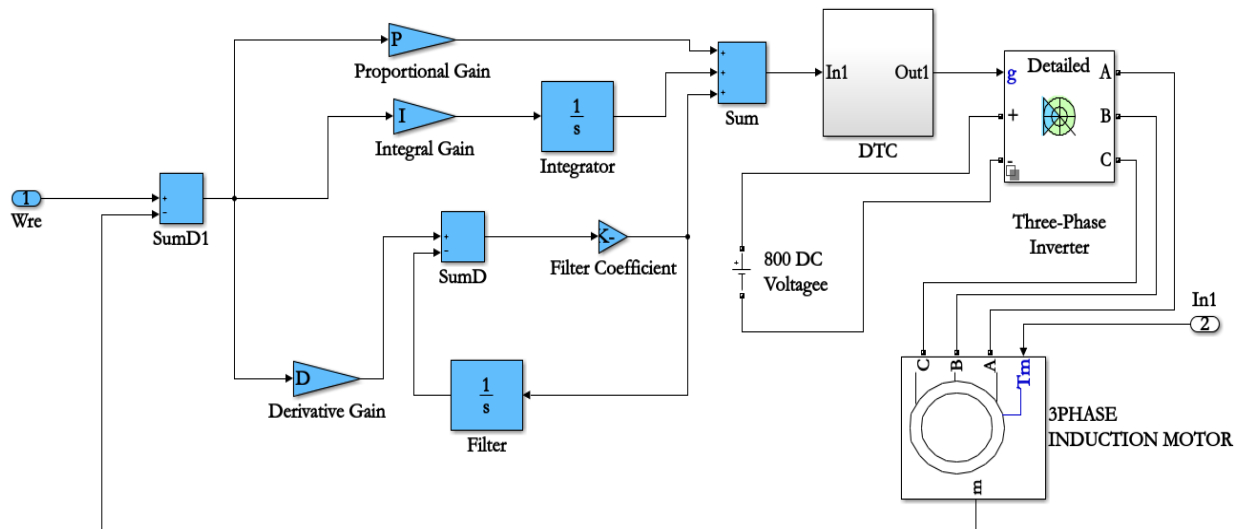 P
Proportional Gain
I
Integral Gain
1
s
Integrator
+
+
+
Sum
In1
Out1
DTC
Detailed
g
+
-
A
B
C
Three-Phase
Inverter
1
Wre
+
-
SumD1
+
-
SumD
K-
Filter Coefficient
+
800 DC
Voltagee
In1
2
D
Derivative Gain
1
s
Filter
C
B
A
Tm
m
3PHASE
INDUCTION MOTOR